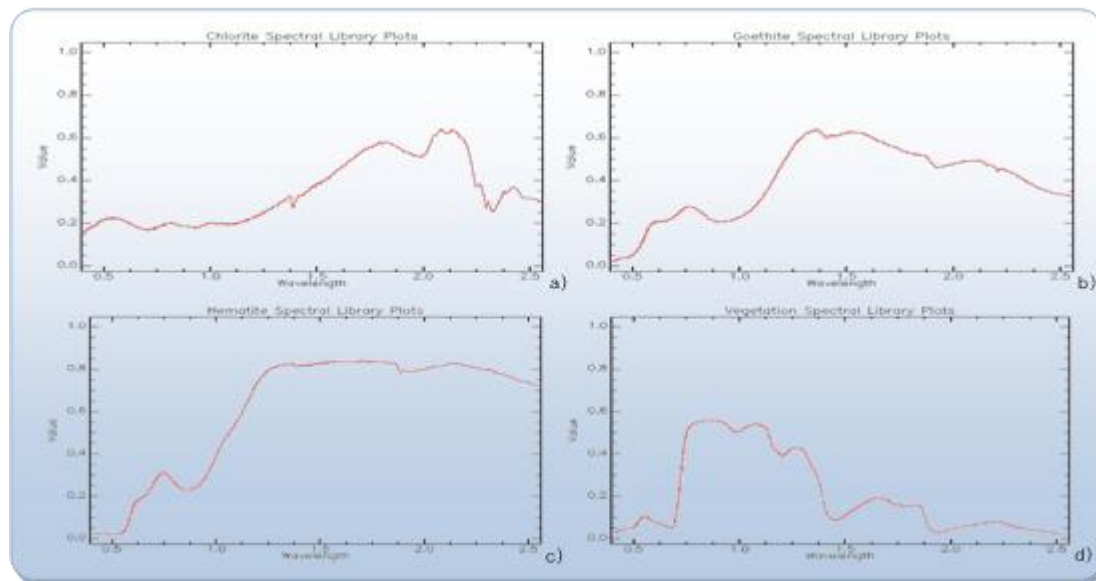 Chlorite Spectral Library Plots
1.0
0.8
0.6
0.4
0.2
0.0
Value
0.5 1.0 1.5 2.0 2.5
Wavelength
a)
Goethite Spectral Library Plots
1.0
0.8
0.6
0.4
0.2
0.0
Value
0.5 1.0 1.5 2.0 2.5
Wavelength
b)
Hematite Spectral Library Plots
1.0
0.8
0.6
0.4
0.2
0.0
Value
0.5 1.0 1.5 2.0 2.5
Wavelength
c)
Vegetation Spectral Library Plots
1.0
0.8
0.6
0.4
0.2
0.0
Value
0.5 1.0 1.5 2.0 2.5
Wavelength
d)